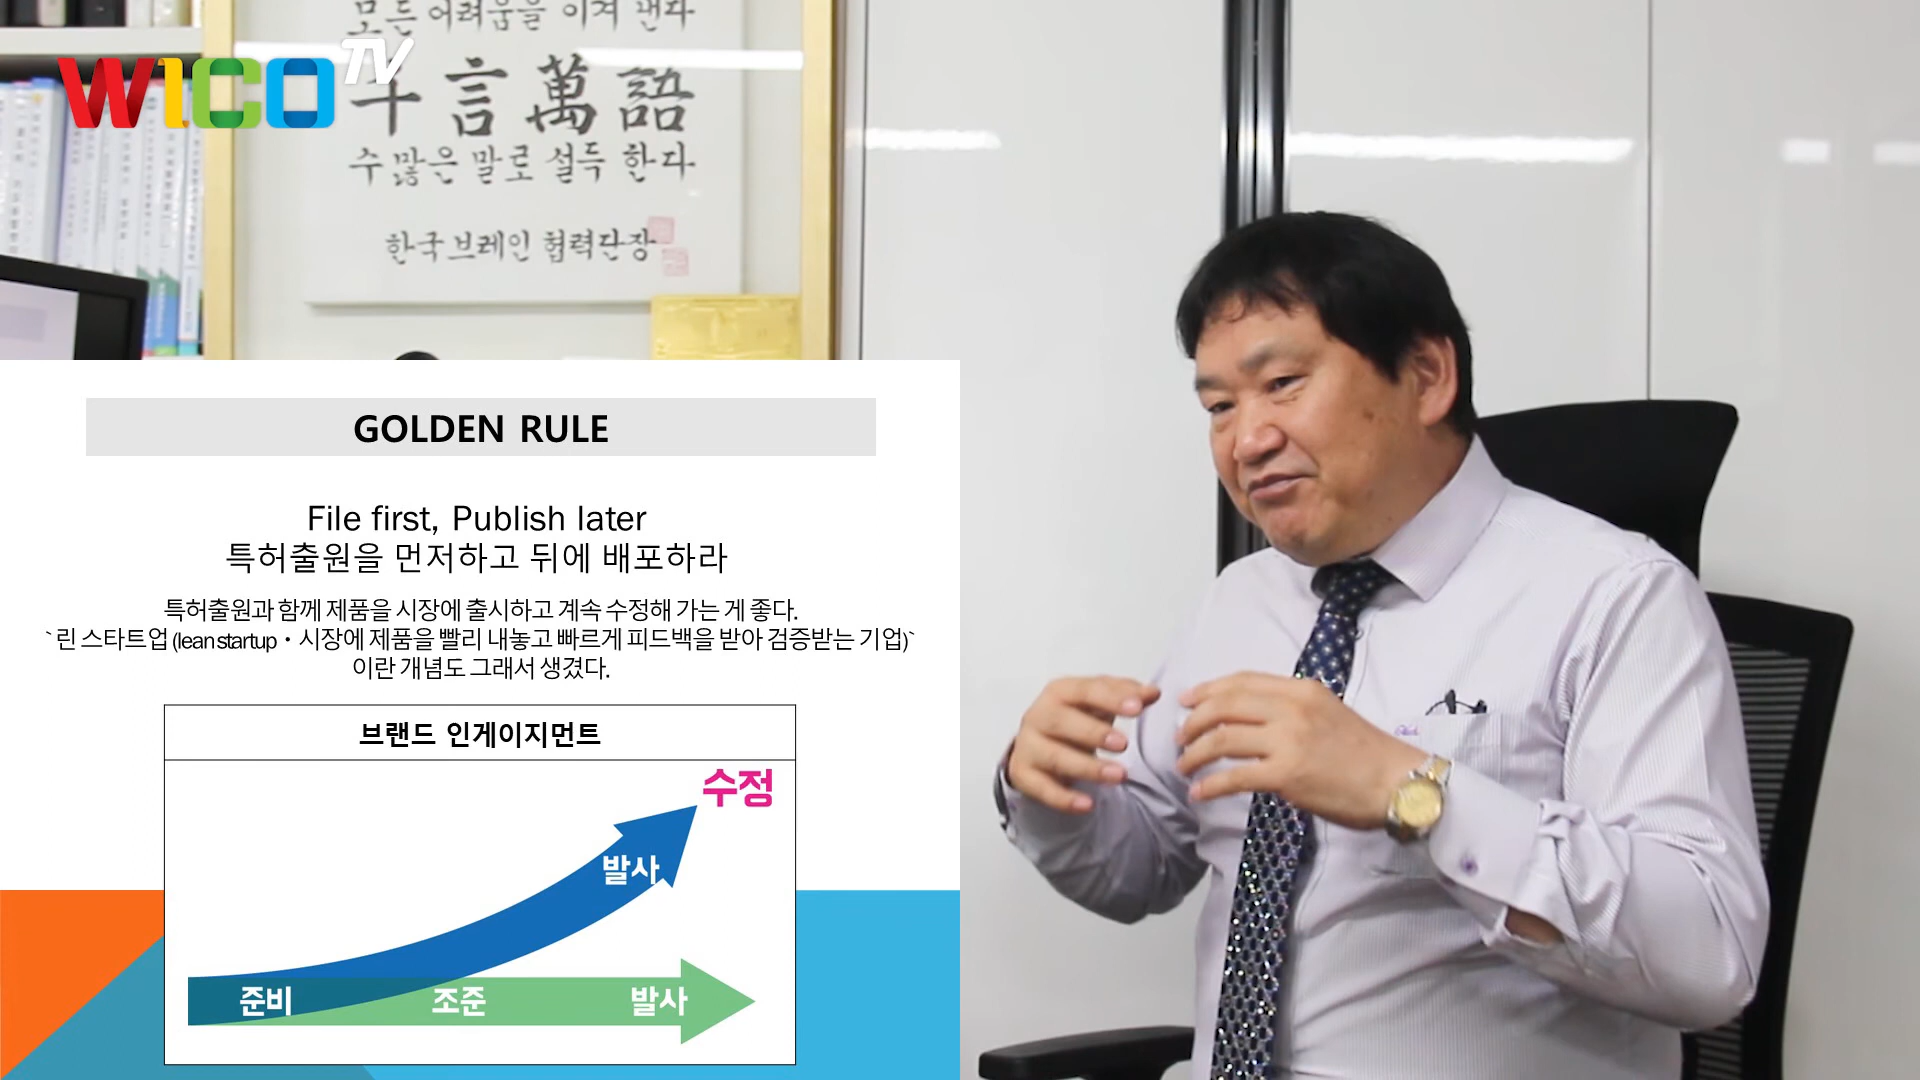 모든 어려움을 이겨 낸다
WICO TV
千言萬語
수많은 말로 설득 한다
한국브레인 협력단장
GOLDEN RULE
File first, Publish later
특허출원을 먼저하고 뒤에 배포하라
특허출원과 함께 제품을 시장에 출시하고 계속 수정해 가는 게 좋다.
`린 스타트업(lean startup・시장에 제품을 빨리 내놓고 빠르게 피드백을 받아 검증받는 기업)`
이란 개념도 그래서 생겼다.
브랜드 인게이지먼트
수정
발사
준비 조준 발사